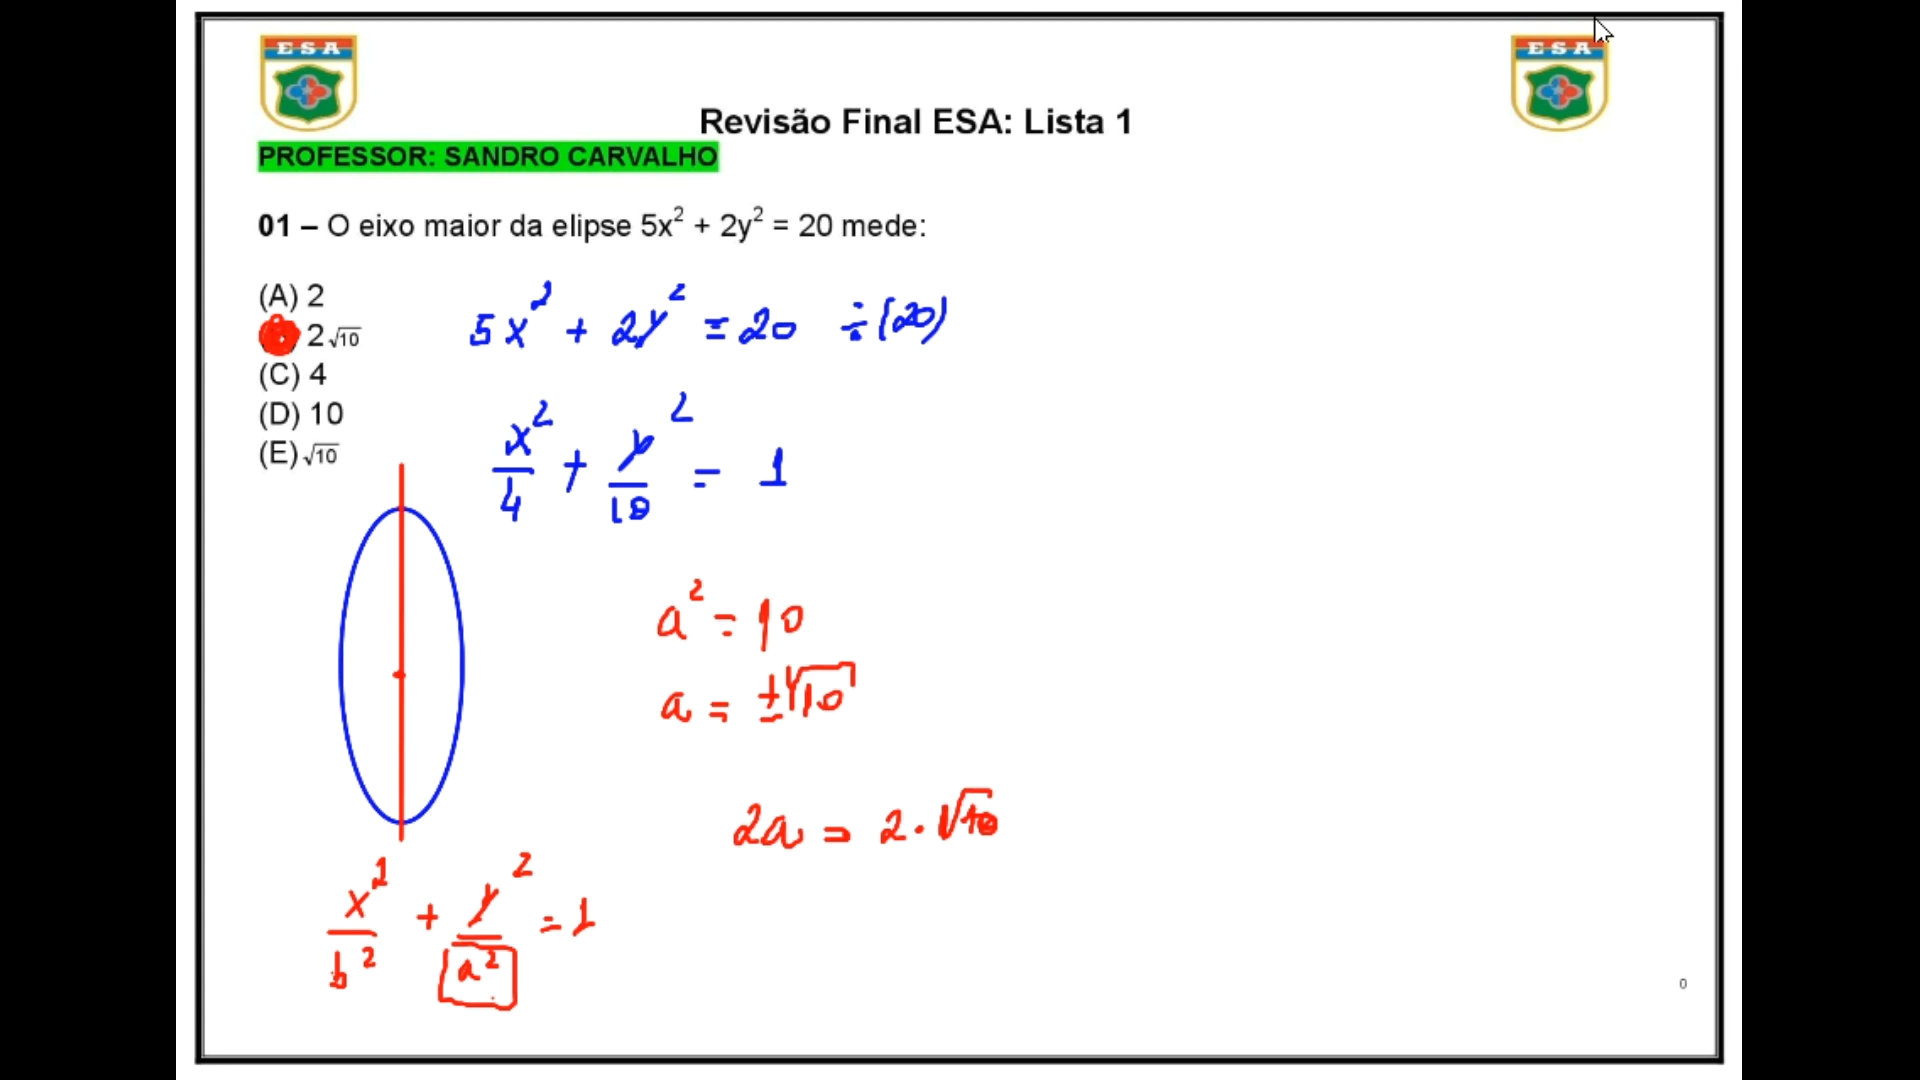 ESA
ESA
Revisão Final ESA: Lista 1
PROFESSOR: SANDRO CARVALHO
01 – O eixo maior da elipse 5x² + 2y² = 20 mede:
(A) 2
2√10
(C) 4
(D) 10
(E) √10
5x² + 2y² = 20 ÷(20)
x²/4 + y²/10 = 1
a² = 10
a = ±√10
2a = 2·√10
x²/b² + y²/a² = 1
0